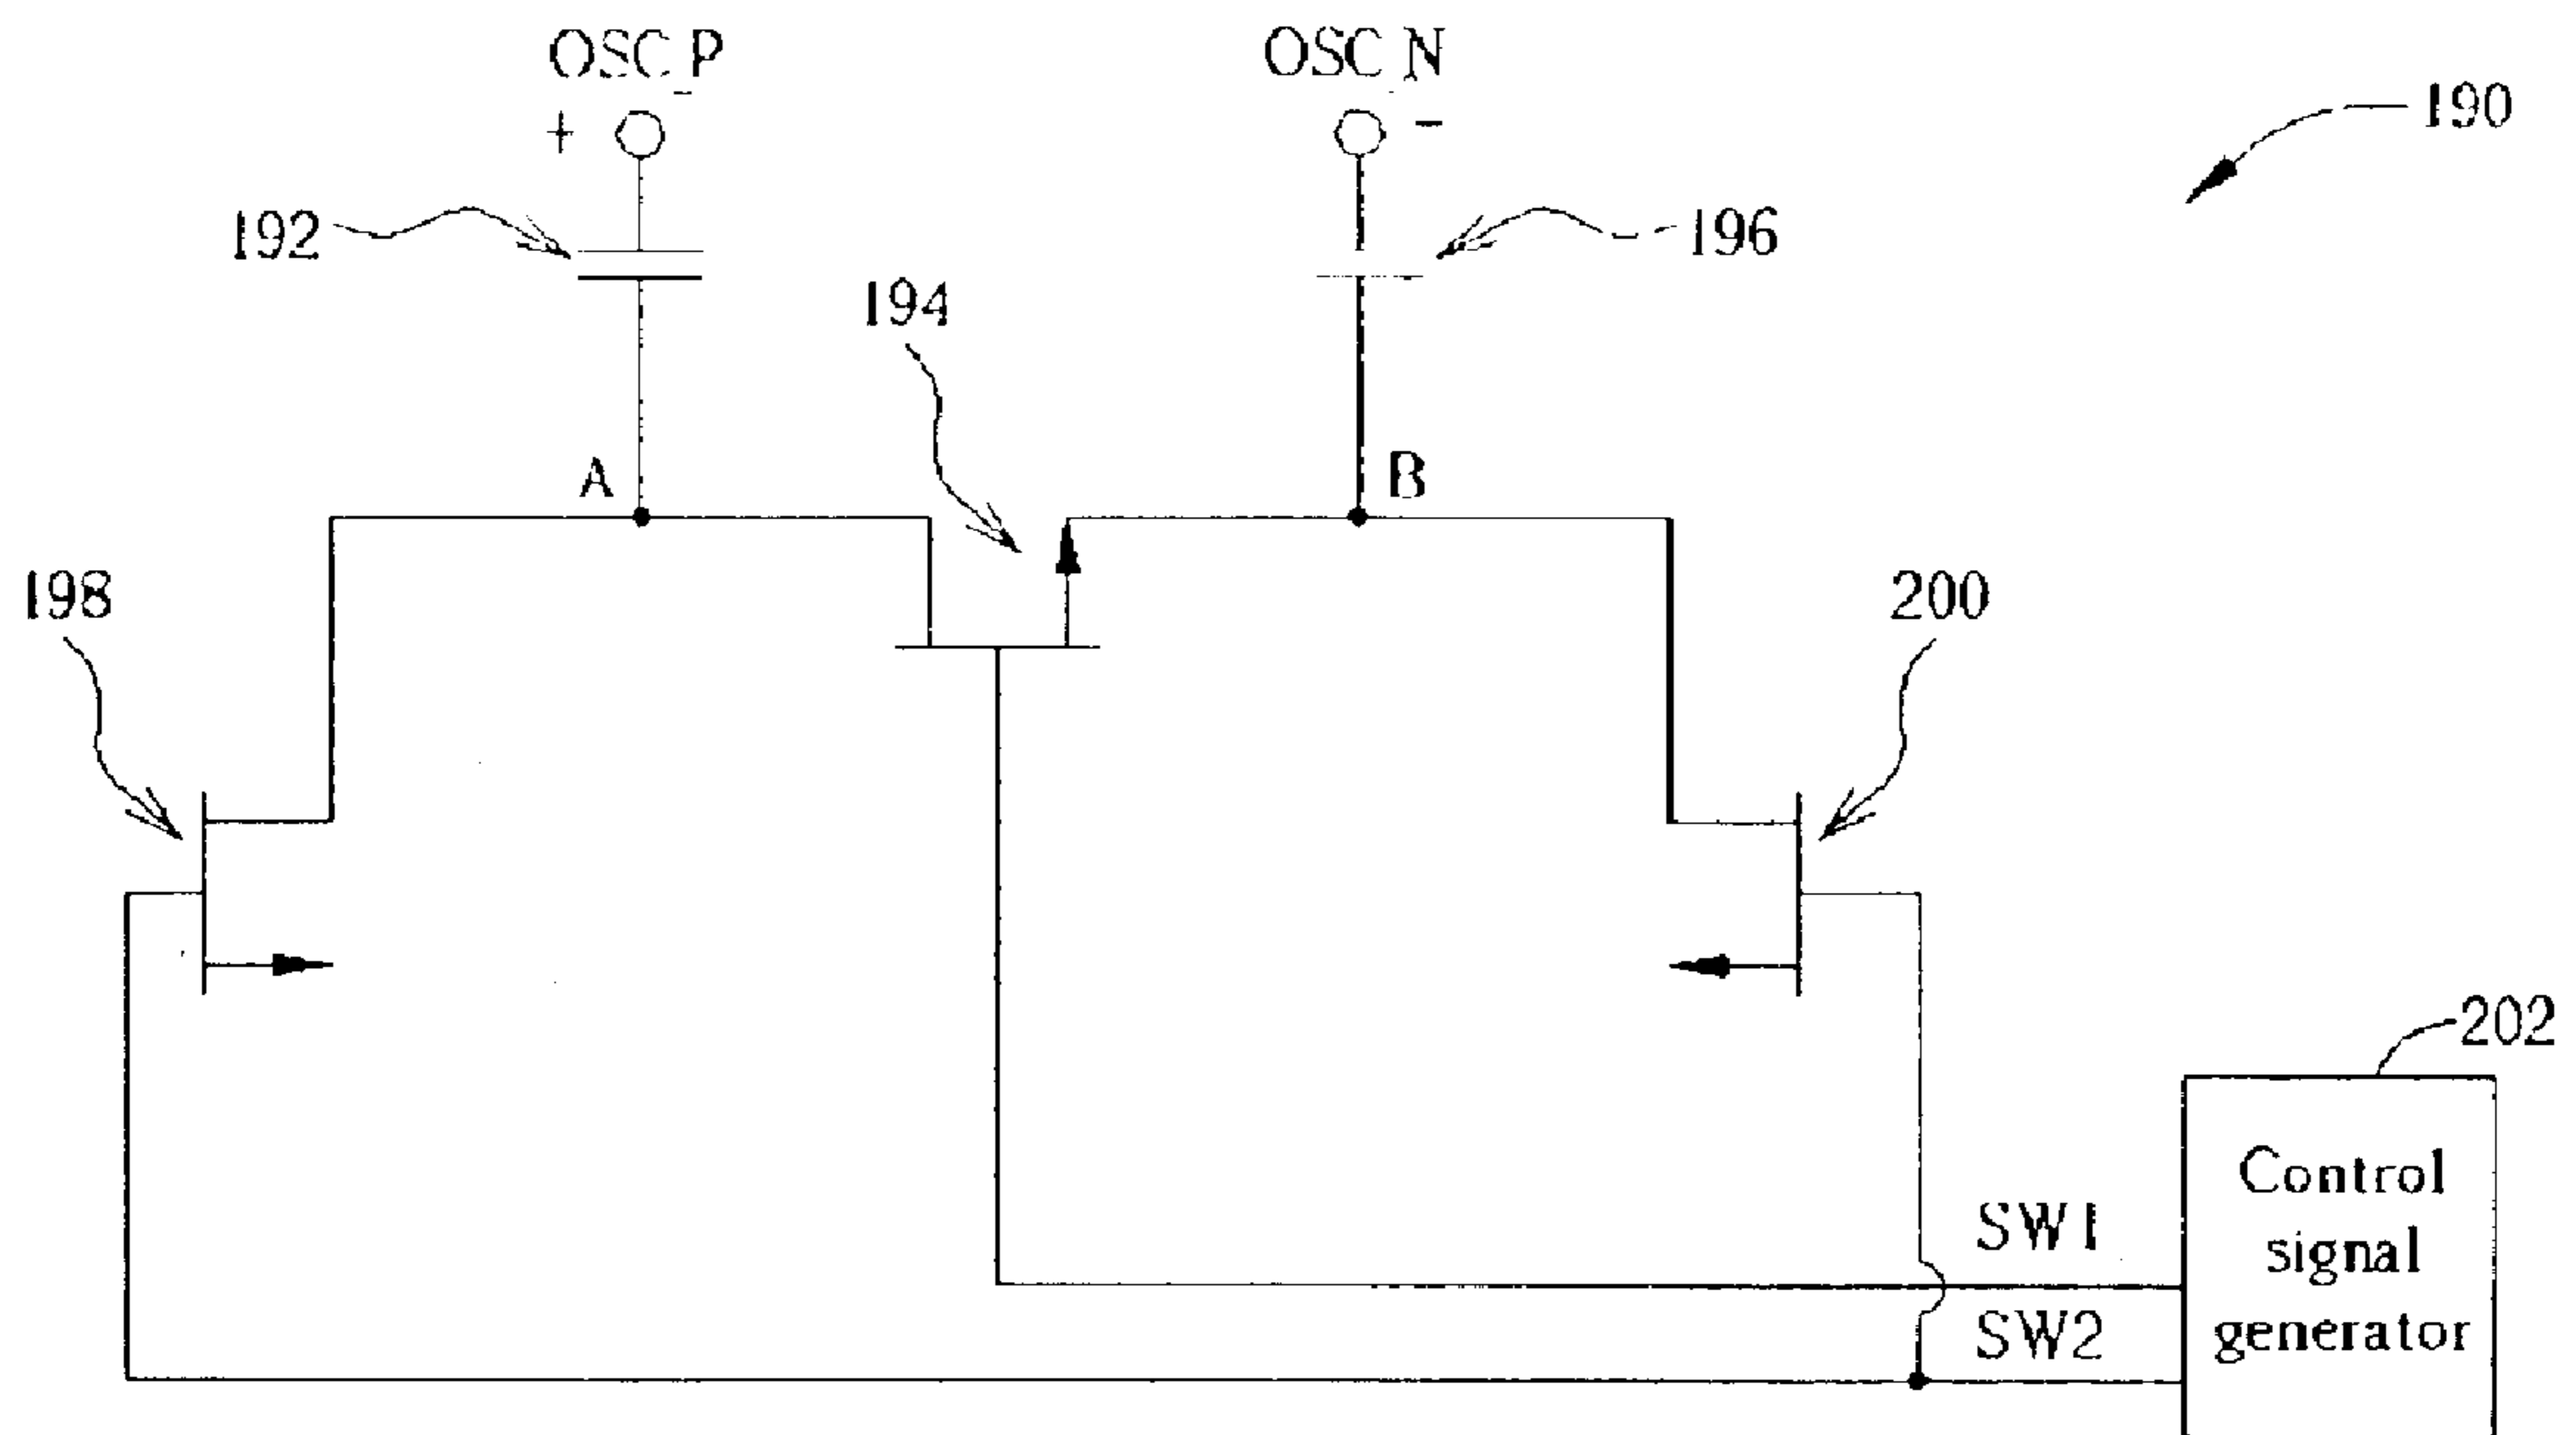 OSC_P
OSC_N
+
-
190
192
196
194
A
B
198
200
202
Control
signal
generator
SW1
SW2